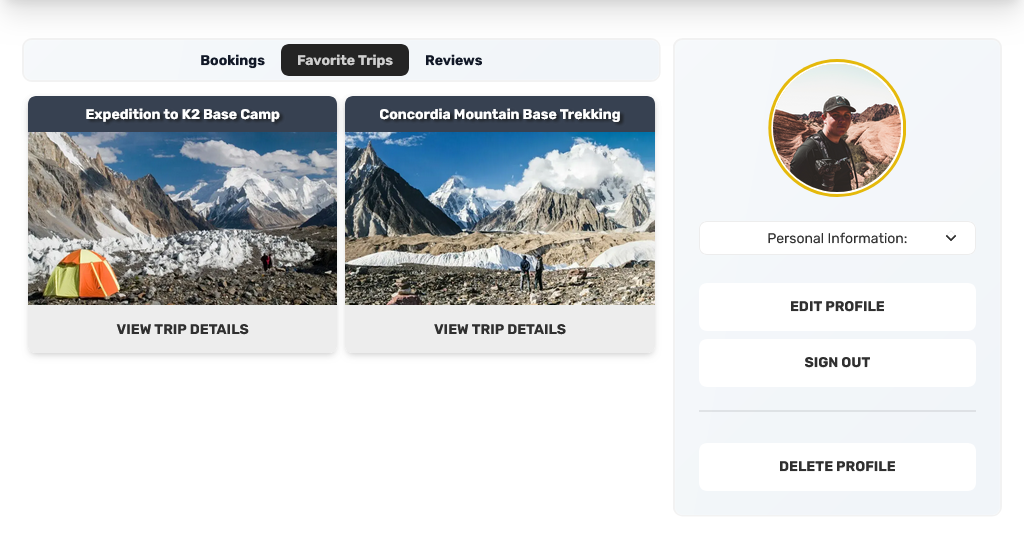 Bookings
Favorite Trips
Reviews
Expedition to K2 Base Camp
Concordia Mountain Base Trekking
VIEW TRIP DETAILS
VIEW TRIP DETAILS
Personal Information:
EDIT PROFILE
SIGN OUT
DELETE PROFILE